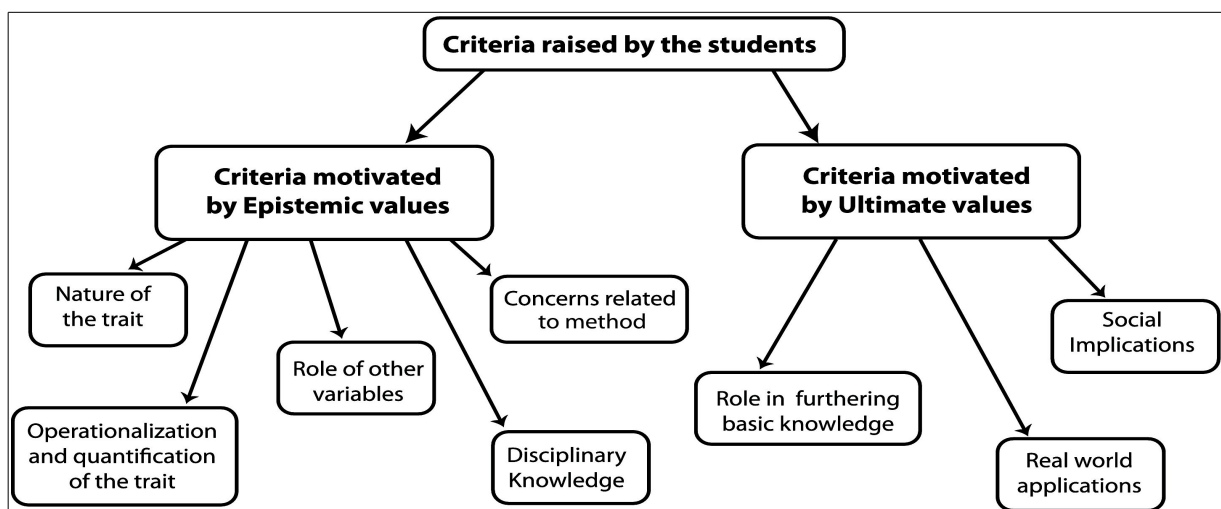 Criteria raised by the students
Criteria motivated
by Epistemic values
Criteria motivated
by Ultimate values
Nature of
the trait
Operationalization
and quantification
of the trait
Role of other
variables
Disciplinary
Knowledge
Concerns related
to method
Role in furthering
basic knowledge
Real world
applications
Social
Implications